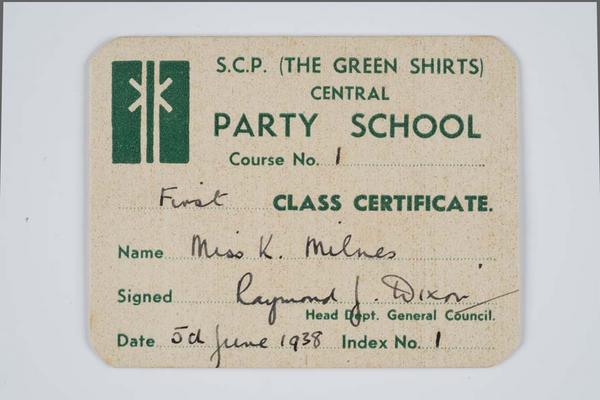 S.C.P. (THE GREEN SHIRTS)
CENTRAL
PARTY SCHOOL
Course No. 1
First CLASS CERTIFICATE.
Name Miss K. Milnes
Signed Raymond J. Dixon
Head Dept. General Council.
Date 5d June 1938 Index No. 1